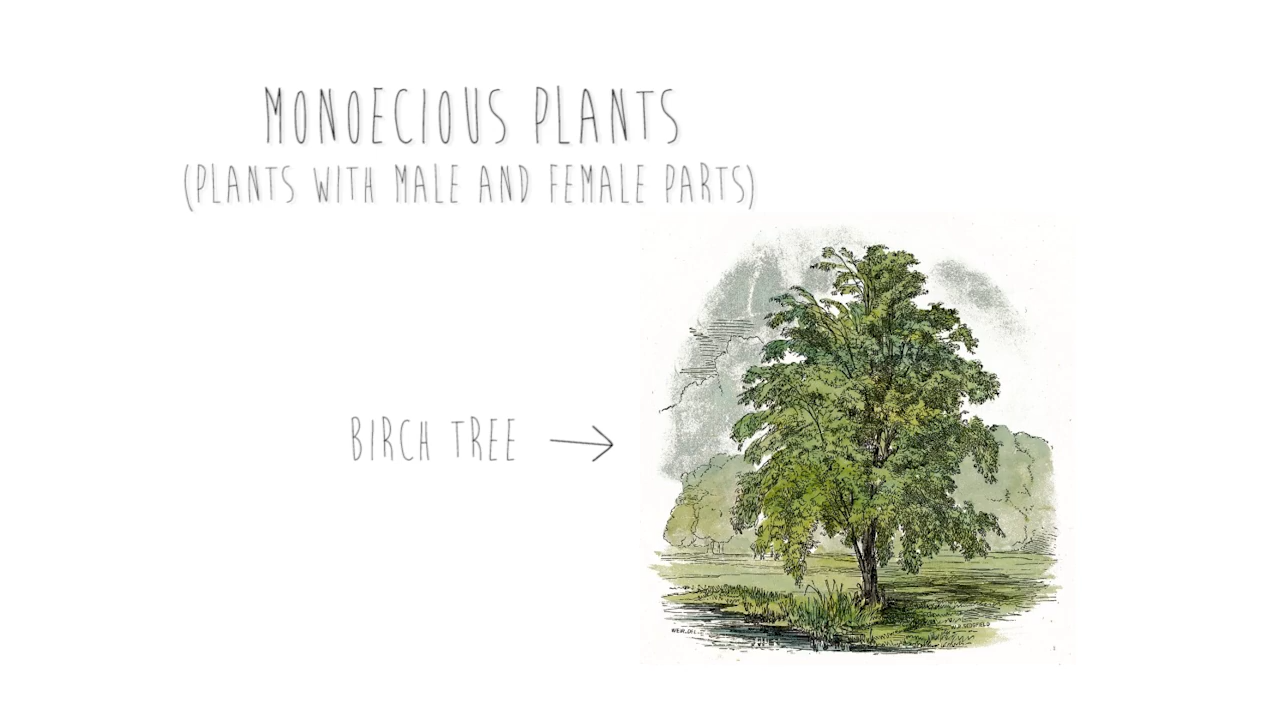 MONOECIOUS PLANTS
(PLANTS WITH MALE AND FEMALE PARTS)
BIRCH TREE